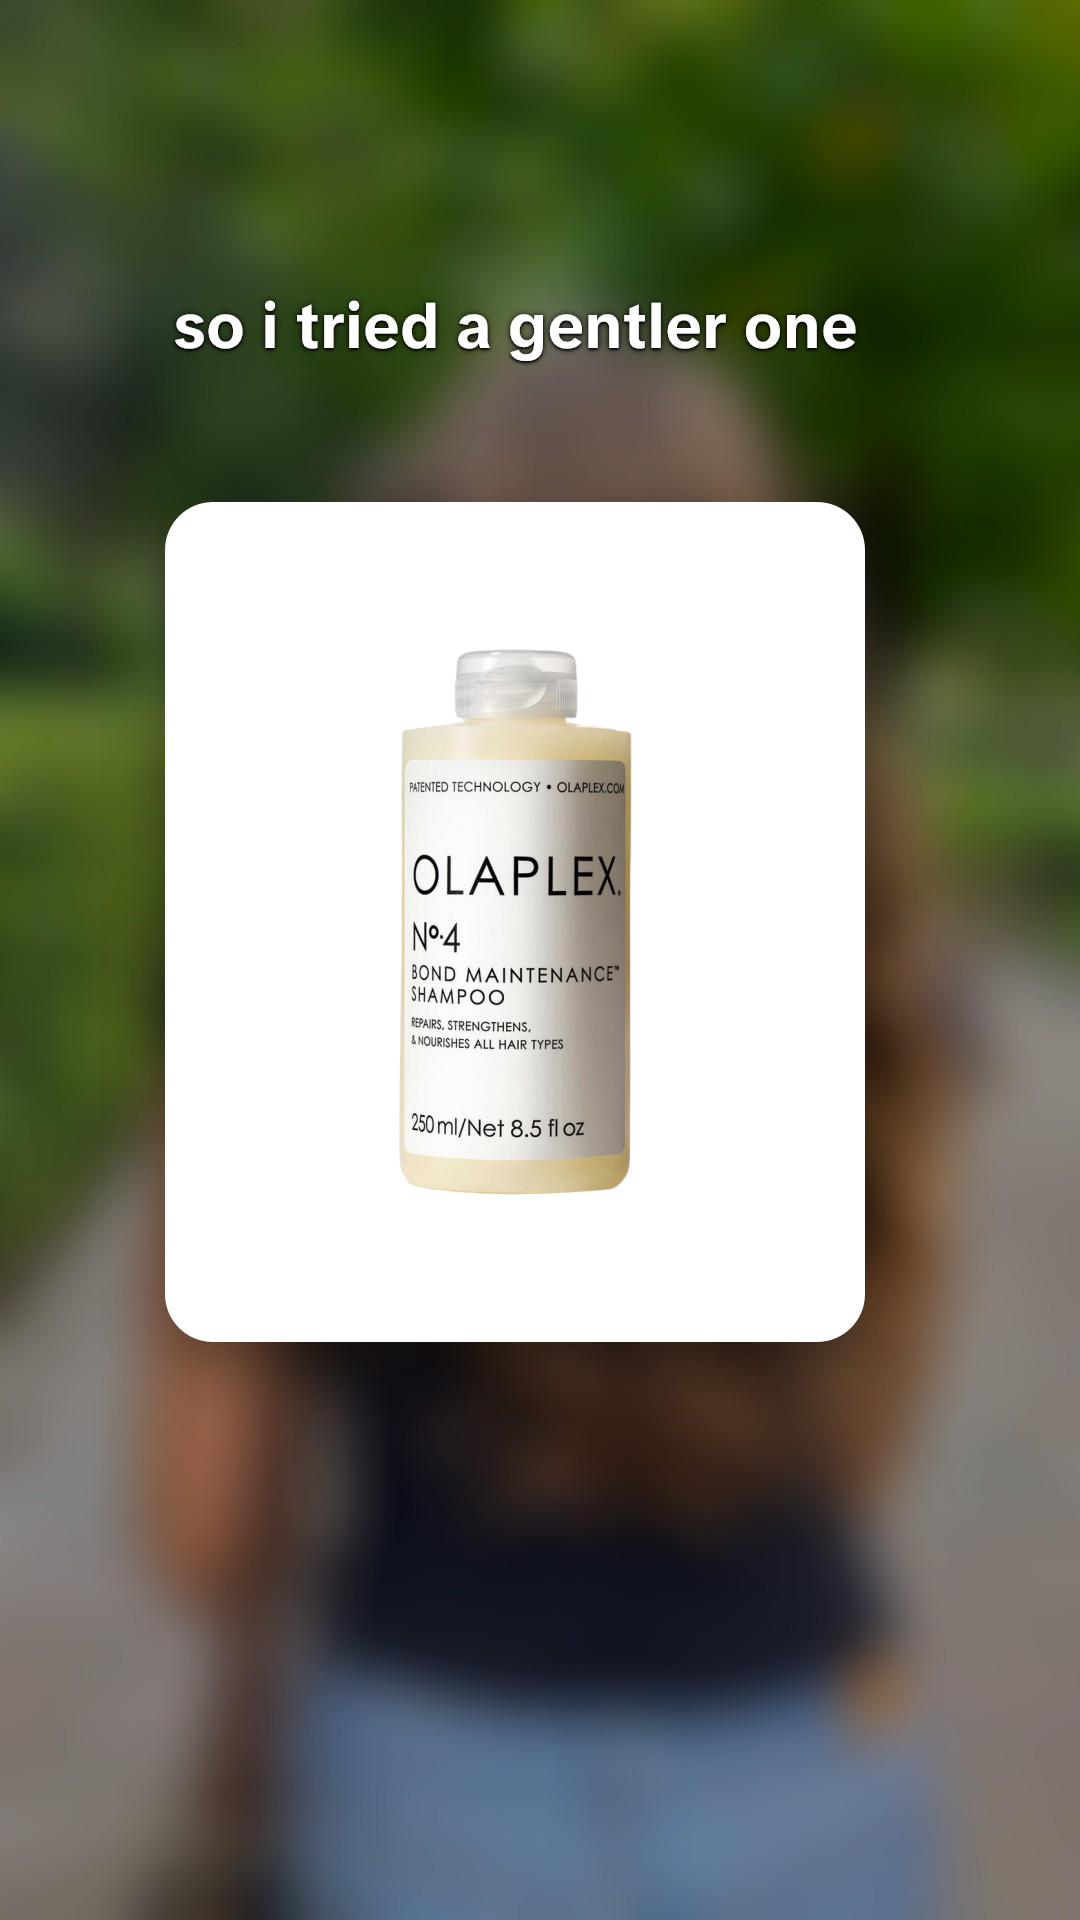 so i tried a gentler one
PATENTED TECHNOLOGY • OLAPLEX.COM
OLAPLEX.
Nº.4
BOND MAINTENANCE™
SHAMPOO
REPAIRS, STRENGTHENS,
& NOURISHES ALL HAIR TYPES
250 ml/Net 8.5 fl oz